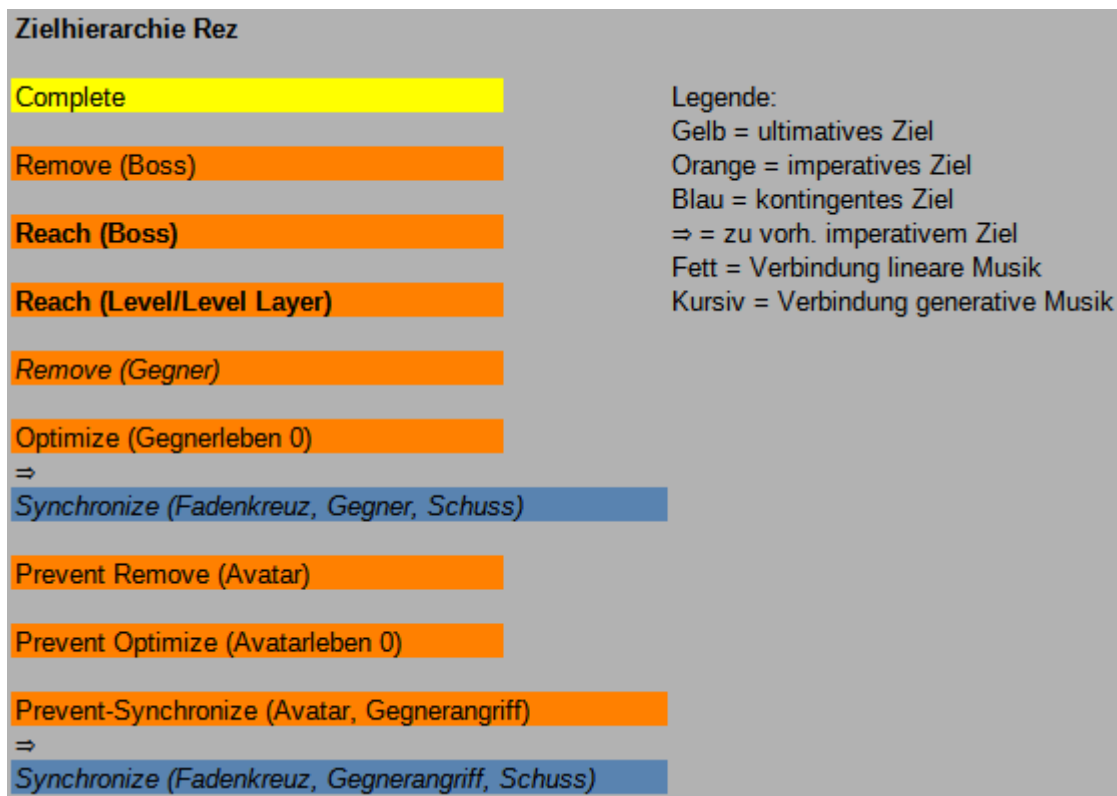 Zielhierarchie Rez
Complete
Remove (Boss)
Reach (Boss)
Reach (Level/Level Layer)
Remove (Gegner)
Optimize (Gegnerleben 0)
⇒
Synchronize (Fadenkreuz, Gegner, Schuss)
Prevent Remove (Avatar)
Prevent Optimize (Avatarleben 0)
Prevent-Synchronize (Avatar, Gegnerangriff)
⇒
Synchronize (Fadenkreuz, Gegnerangriff, Schuss)
Legende:
Gelb = ultimatives Ziel
Orange = imperatives Ziel
Blau = kontingentes Ziel
⇒ = zu vorh. imperativem Ziel
Fett = Verbindung lineare Musik
Kursiv = Verbindung generative Musik